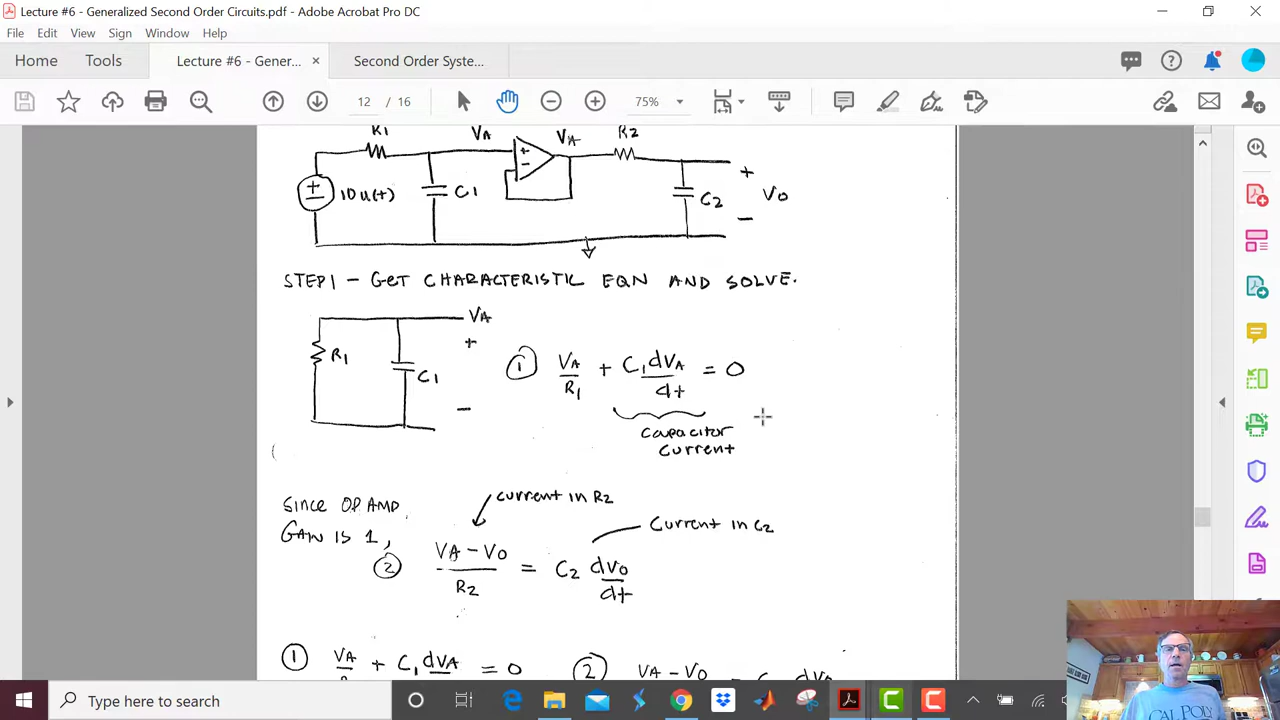 Lecture #6 - Generalized Second Order Circuits.pdf - Adobe Acrobat Pro DC
File Edit View Sign Window Help
Home Tools Lecture #6 - Gener... × Second Order Syste...
12 / 16 75%
R1 VA VA R2
+
-
+
-
10u(t) C1 C2 + Vo -
STEP 1 - Get CHARACTERISTIC EQN AND SOLVE.
VA
+
R1 C1
-
① VA/R1 + C1 dVA/dt = 0
Capacitor
Current
SINCE OP AMP
GAIN IS 1,
current in R2
Current in C2
② VA - Vo / R2 = C2 dvo/dt
① VA + C1 dVA = 0 ② VA - Vo
Type here to search
CAL POLY